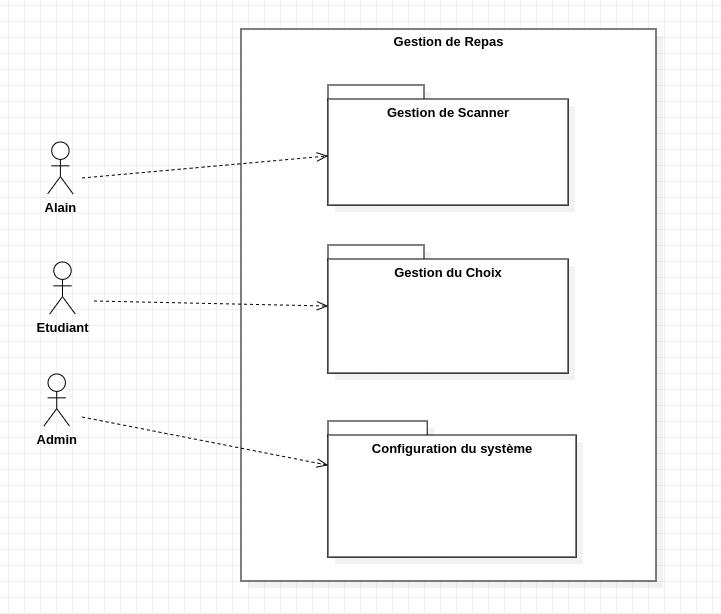 Gestion de Repas
Gestion de Scanner
Alain
Gestion du Choix
Etudiant
Admin
Configuration du système